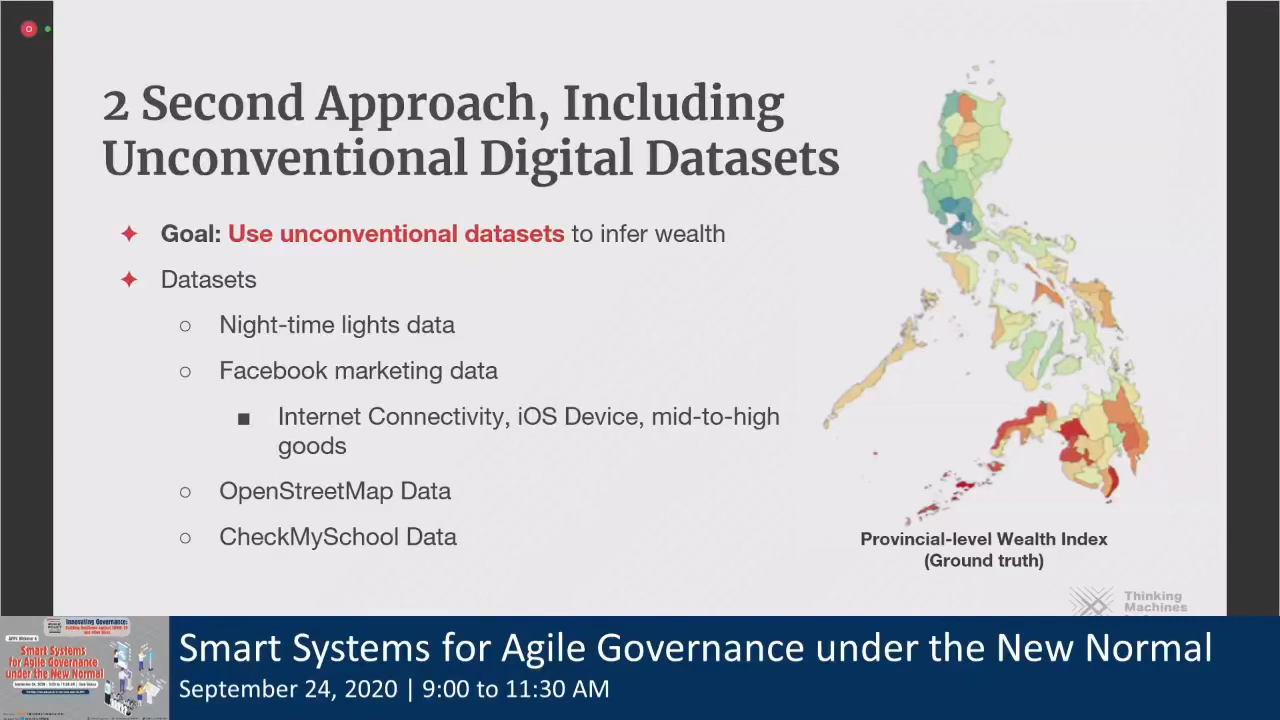 2 Second Approach, Including
Unconventional Digital Datasets
Goal: Use unconventional datasets to infer wealth
Datasets
Night-time lights data
Facebook marketing data
Internet Connectivity, iOS Device, mid-to-high
goods
OpenStreetMap Data
CheckMySchool Data
Provincial-level Wealth Index
(Ground truth)
Thinking
Machines
Innovating Governance:
Smart Systems
for Agile Governance
under the New Normal
Smart Systems for Agile Governance under the New Normal
September 24, 2020 | 9:00 to 11:30 AM